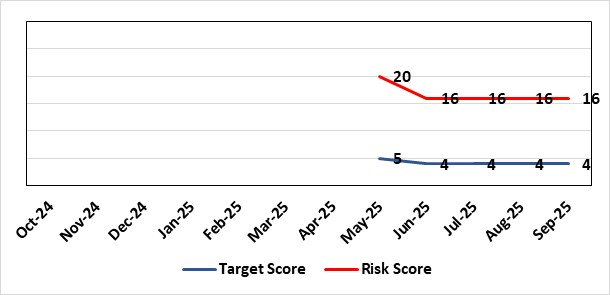 20
16 16 16 16
5 4 4 4 4
Oct-24 Nov-24 Dec-24 Jan-25 Feb-25 Mar-25 Apr-25 May-25 Jun-25 Jul-25 Aug-25 Sep-25
Target Score Risk Score